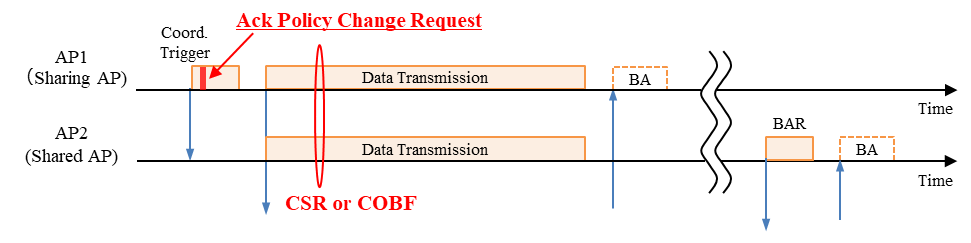 Ack Policy Change Request
Coord.
Trigger
AP1
(Sharing AP)
Data Transmission
BA
Time
AP2
(Shared AP)
Data Transmission
BAR
BA
Time
CSR or COBF